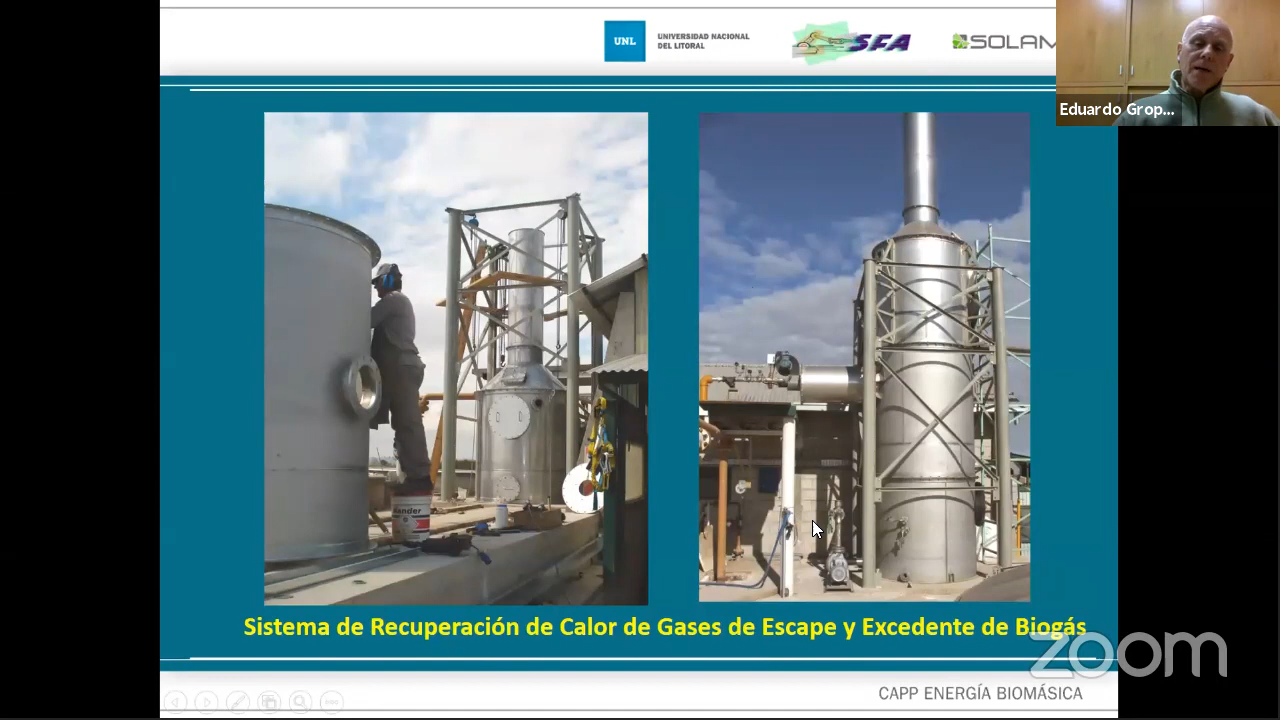 UNL
UNIVERSIDAD NACIONAL
DEL LITORAL
SFA
SOLAM
Eduardo Grop...
Sistema de Recuperación de Calor de Gases de Escape y Excedente de Biogás
zoom
CAPP ENERGÍA BIOMÁSICA